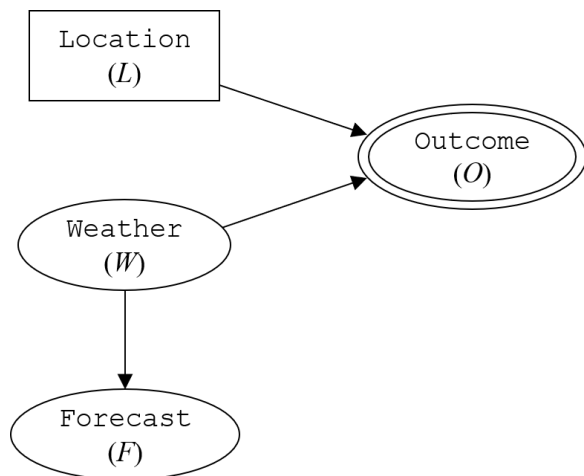 Location
(L)
Outcome
(O)
Weather
(W)
Forecast
(F)